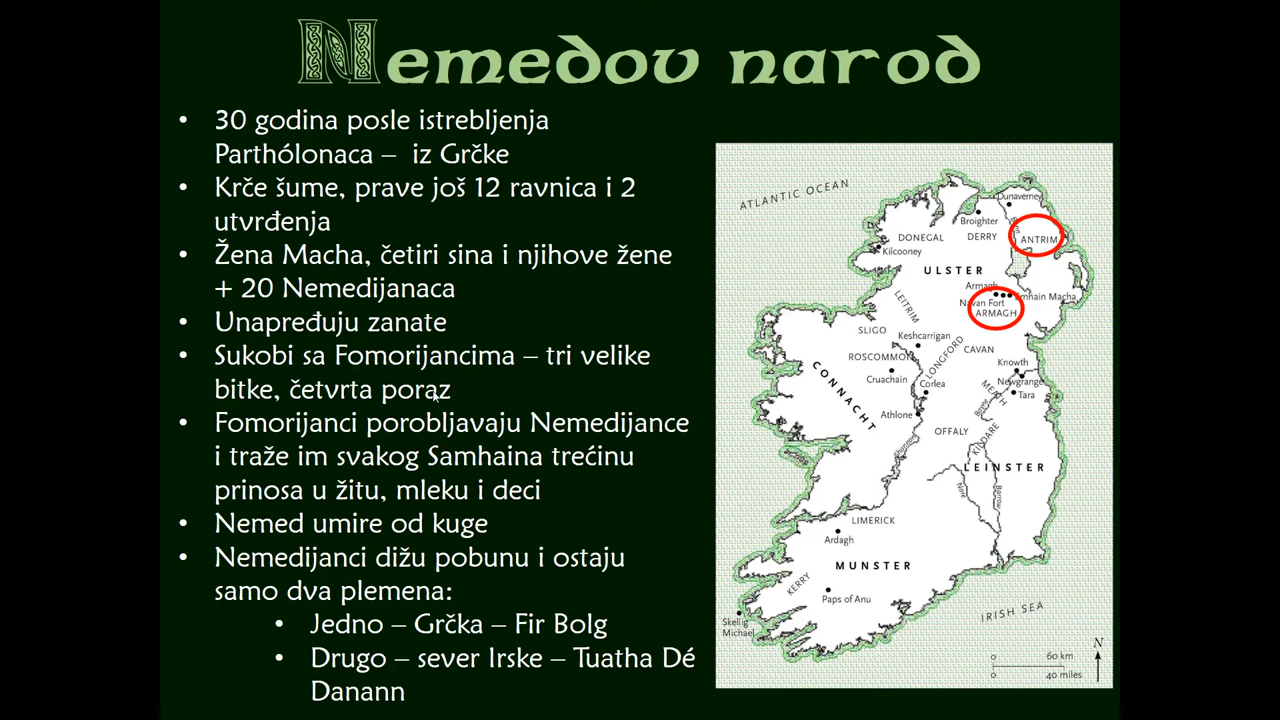 Nemedov narod
• 30 godina posle istrebljenja
Parthólonaca – iz Grčke
• Krče šume, prave još 12 ravnica i 2
utvrđenja
• Žena Macha, četiri sina i njihove žene
+ 20 Nemedijanaca
• Unapređuju zanate
• Sukobi sa Fomorijancima – tri velike
bitke, četvrta poraz
• Fomorijanci porobljavaju Nemedijance
i traže im svakog Samhaina trećinu
prinosa u žitu, mleku i deci
• Nemed umire od kuge
• Nemedijanci dižu pobunu i ostaju
samo dva plemena:
• Jedno – Grčka – Fir Bolg
• Drugo – sever Irske – Tuatha Dé
Danann
ATLANTIC OCEAN
Dunaverney
Broighter
DONEGAL
DERRY
ANTRIM
Kilcooney
ULSTER
Armagh
Emhain Macha
Navan Fort
ARMAGH
LEITRIM
SLIGO
Keshcarrigan
CAVAN
ROSCOMMON
LONGFORD
Knowth
Cruachain
Corlea
Newgrange
MEATH
Tara
CONNACHT
Athlone
Boyne
OFFALY
KILDARE
LEINSTER
Nore
Barrow
LIMERICK
Ardagh
MUNSTER
KERRY
Paps of Anu
Skellig
Michael
IRISH SEA
N
0 60 km
0 40 miles